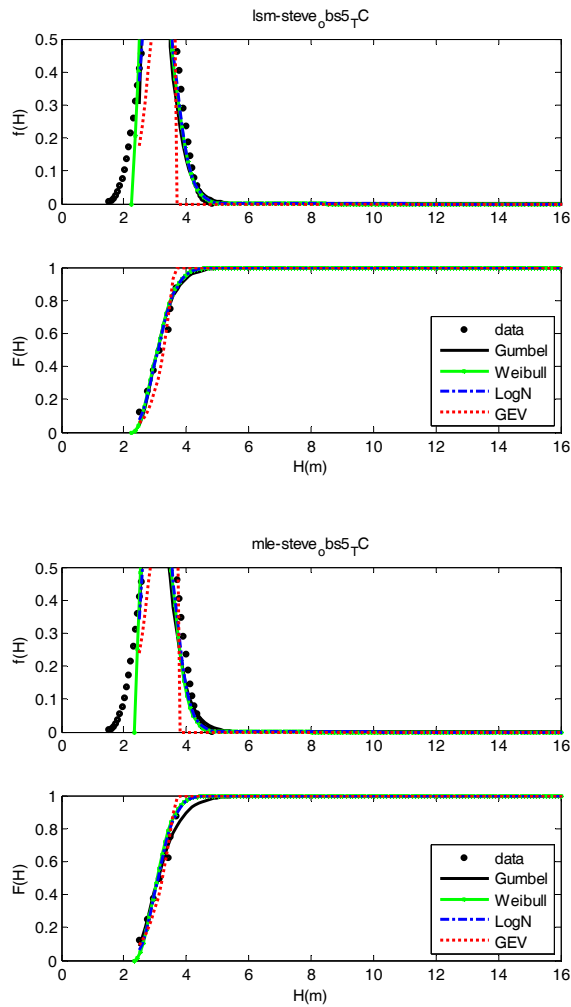 lsm-steve_obs5_TC
0.5
0.4
0.3
0.2
0.1
0
f(H)
0 2 4 6 8 10 12 14 16
1
0.8
0.6
0.4
0.2
0
F(H)
data
Gumbel
Weibull
LogN
GEV
0 2 4 6 8 10 12 14 16
H(m)
mle-steve_obs5_TC
0.5
0.4
0.3
0.2
0.1
0
f(H)
0 2 4 6 8 10 12 14 16
1
0.8
0.6
0.4
0.2
0
F(H)
data
Gumbel
Weibull
LogN
GEV
0 2 4 6 8 10 12 14 16
H(m)